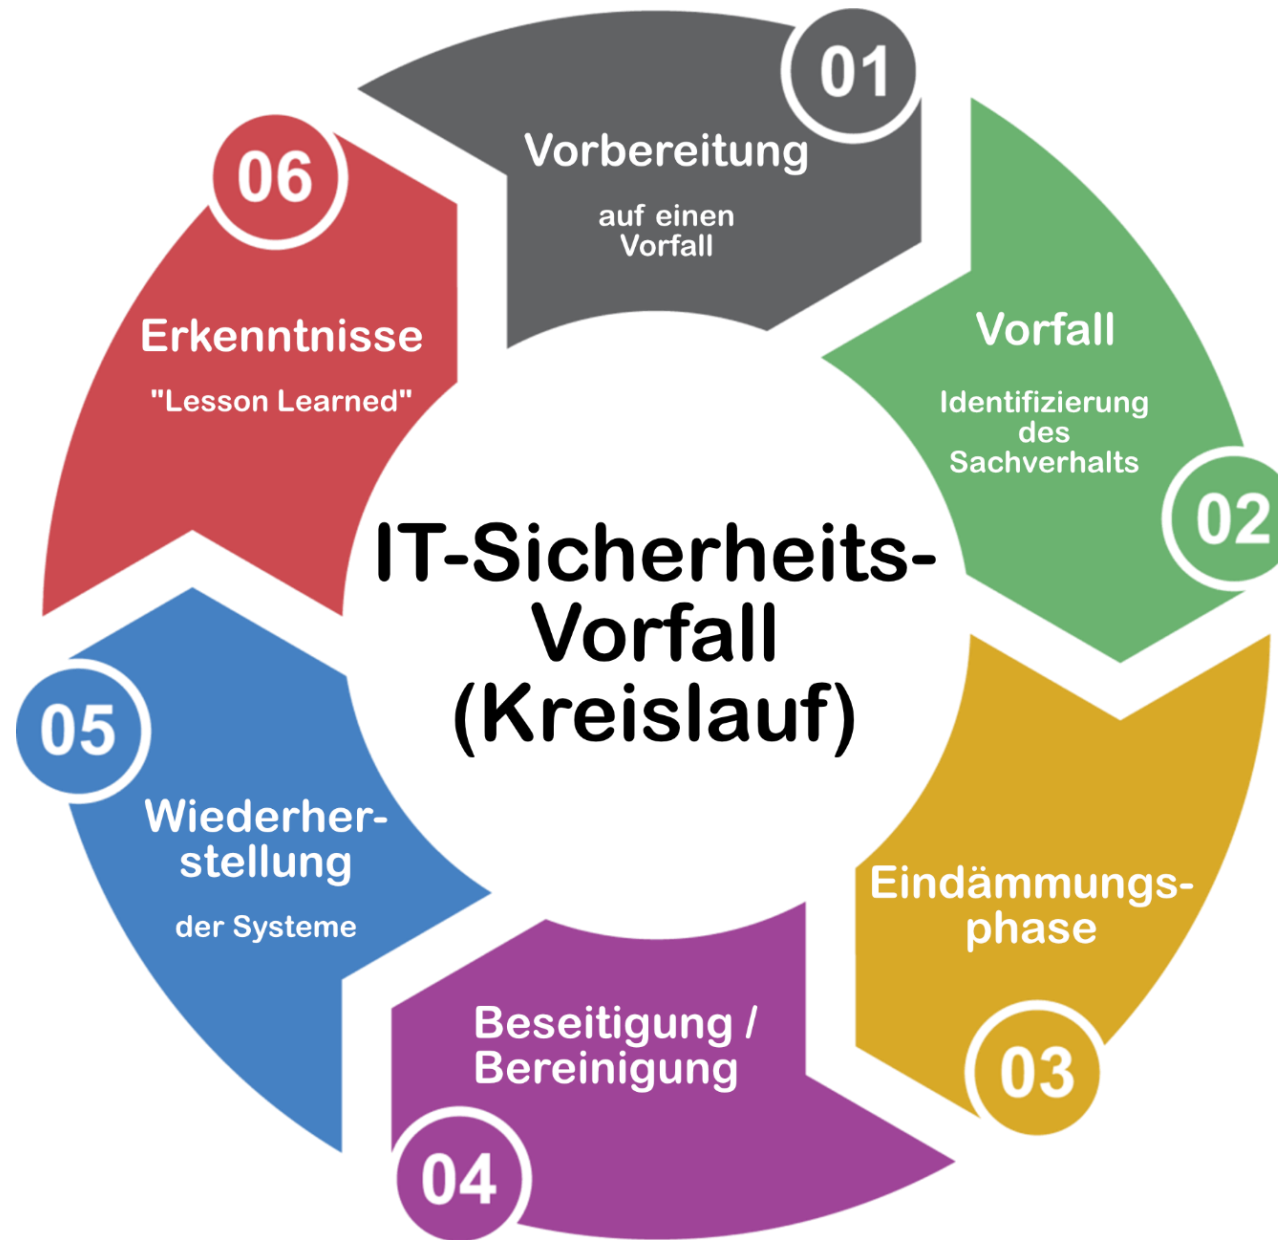 01
Vorbereitung
auf einen
Vorfall
02
Vorfall
Identifizierung
des
Sachverhalts
03
Eindämmungs-
phase
04
Beseitigung /
Bereinigung
05
Wiederher-
stellung
der Systeme
06
Erkenntnisse
"Lesson Learned"
IT-Sicherheits-
Vorfall
(Kreislauf)